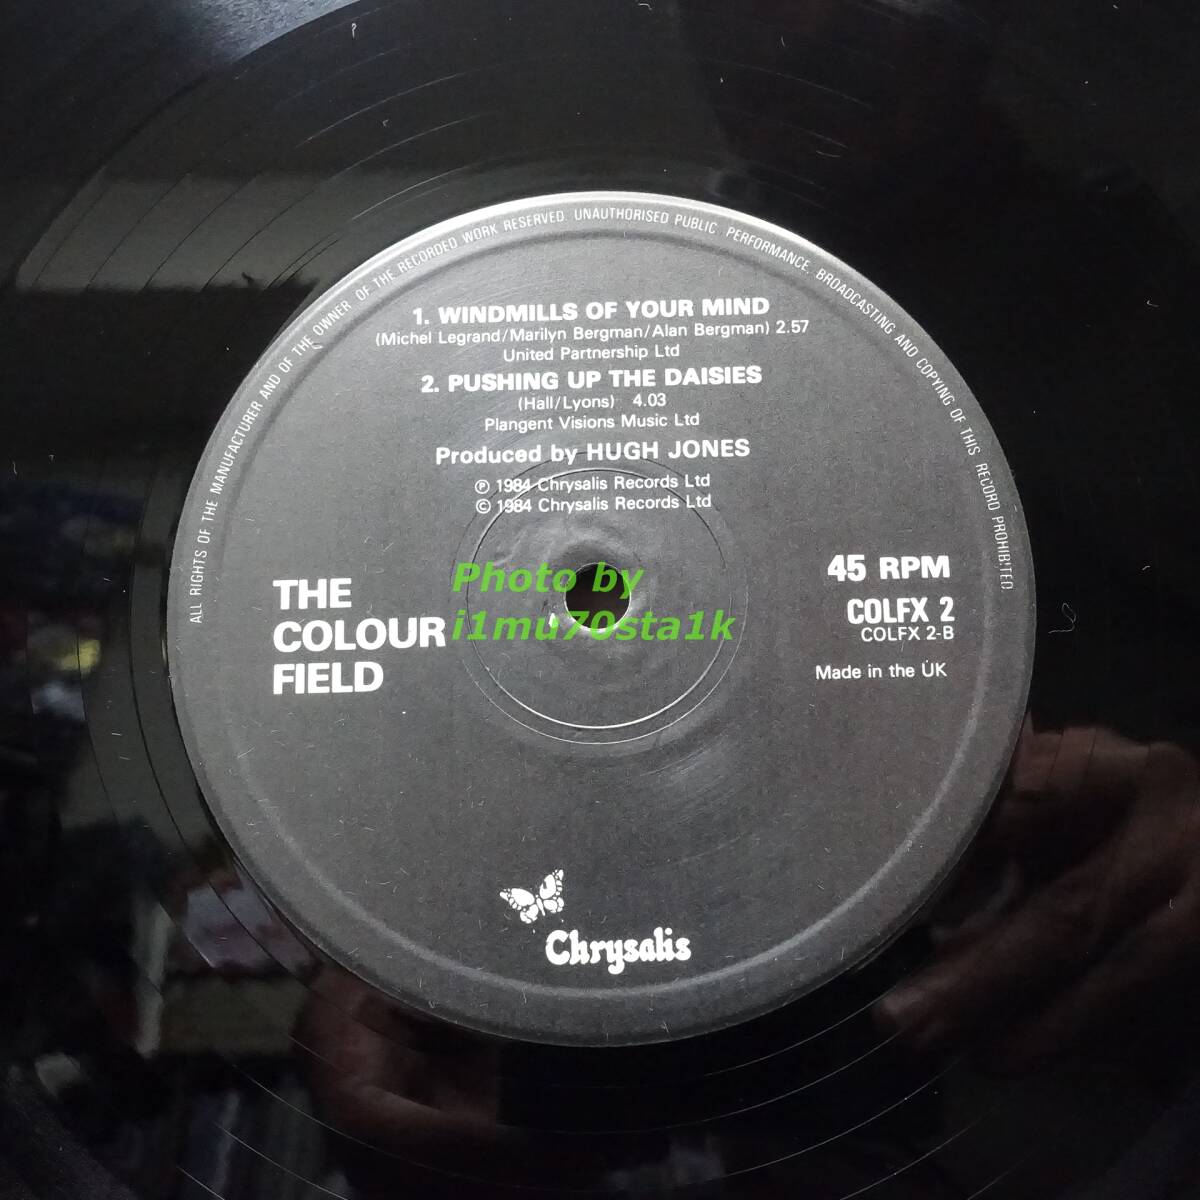 ALL RIGHTS OF THE MANUFACTURER AND OF THE OWNER OF THE RECORDED WORK RESERVED. UNAUTHORISED PUBLIC PERFORMANCE, BROADCASTING AND COPYING OF THIS RECORD PROHIBITED
1. WINDMILLS OF YOUR MIND
(Michel Legrand/Marilyn Bergman/Alan Bergman) 2.57
United Partnership Ltd
2. PUSHING UP THE DAISIES
(Hall/Lyons) 4.03
Plangent Visions Music Ltd
Produced by HUGH JONES
℗ 1984 Chrysalis Records Ltd
© 1984 Chrysalis Records Ltd
THE
COLOUR
FIELD
Photo by
i1mu70sta1k
45 RPM
COLFX 2
COLFX 2-B
Made in the UK
Chrysalis